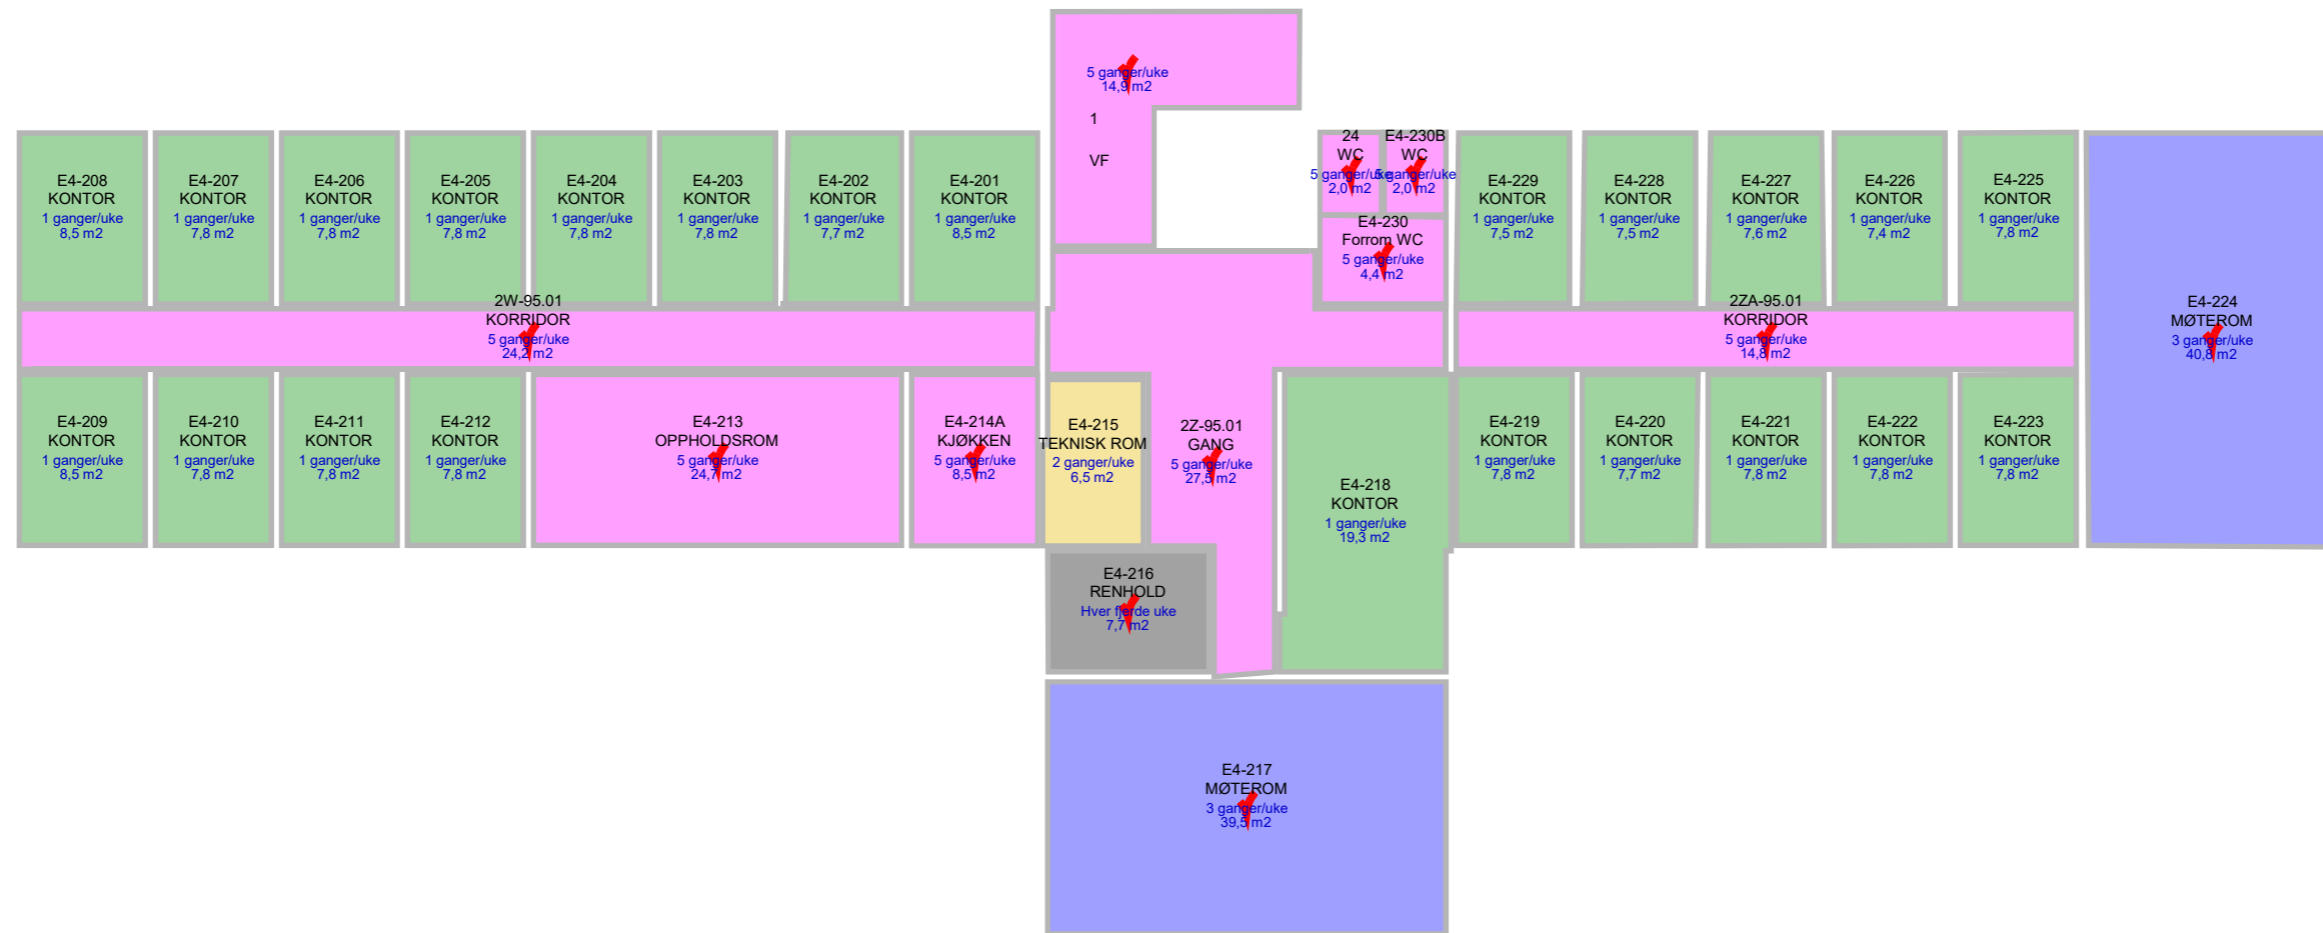 5 ganger/uke
14,9 m2
1
VF
E4-208
KONTOR
1 ganger/uke
8,5 m2
E4-207
KONTOR
1 ganger/uke
7,8 m2
E4-206
KONTOR
1 ganger/uke
7,8 m2
E4-205
KONTOR
1 ganger/uke
7,8 m2
E4-204
KONTOR
1 ganger/uke
7,8 m2
E4-203
KONTOR
1 ganger/uke
7,8 m2
E4-202
KONTOR
1 ganger/uke
7,7 m2
E4-201
KONTOR
1 ganger/uke
8,5 m2
24
WC
5 ganger/uke
2,0 m2
E4-230B
WC
5 ganger/uke
2,0 m2
E4-230
Forrom WC
5 ganger/uke
4,4 m2
E4-229
KONTOR
1 ganger/uke
7,5 m2
E4-228
KONTOR
1 ganger/uke
7,5 m2
E4-227
KONTOR
1 ganger/uke
7,6 m2
E4-226
KONTOR
1 ganger/uke
7,4 m2
E4-225
KONTOR
1 ganger/uke
7,8 m2
2W-95.01
KORRIDOR
5 ganger/uke
24,2 m2
2ZA-95.01
KORRIDOR
5 ganger/uke
14,8 m2
E4-224
MØTEROM
3 ganger/uke
40,8 m2
E4-209
KONTOR
1 ganger/uke
8,5 m2
E4-210
KONTOR
1 ganger/uke
7,8 m2
E4-211
KONTOR
1 ganger/uke
7,8 m2
E4-212
KONTOR
1 ganger/uke
7,8 m2
E4-213
OPPHOLDSROM
5 ganger/uke
24,7 m2
E4-214A
KJØKKEN
5 ganger/uke
8,5 m2
E4-215
TEKNISK ROM
2 ganger/uke
6,5 m2
2Z-95.01
GANG
5 ganger/uke
27,5 m2
E4-218
KONTOR
1 ganger/uke
19,3 m2
E4-219
KONTOR
1 ganger/uke
7,8 m2
E4-220
KONTOR
1 ganger/uke
7,7 m2
E4-221
KONTOR
1 ganger/uke
7,8 m2
E4-222
KONTOR
1 ganger/uke
7,8 m2
E4-223
KONTOR
1 ganger/uke
7,8 m2
E4-216
RENHOLD
Hver fjerde uke
7,7 m2
E4-217
MØTEROM
3 ganger/uke
39,5 m2